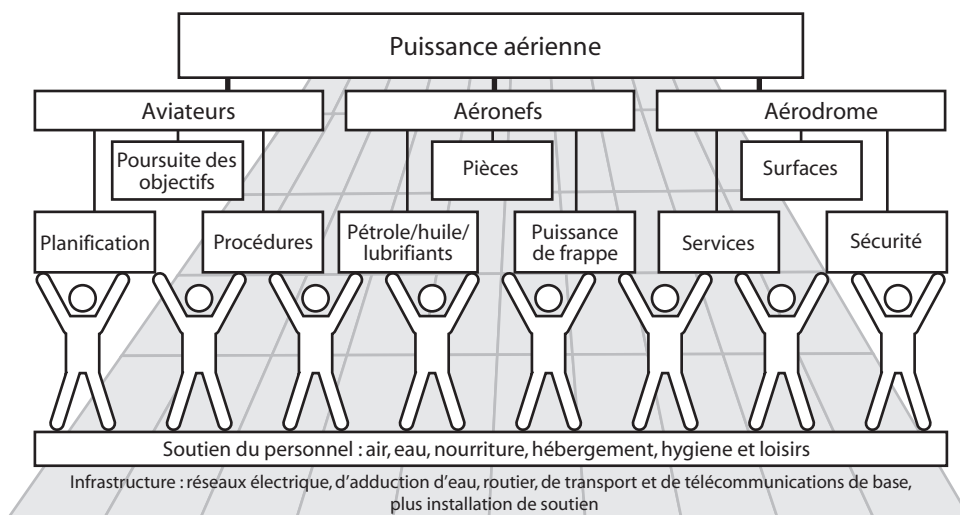 Puissance aérienne
Aviateurs
Aéronefs
Aérodrome
Poursuite des
objectifs
Pièces
Surfaces
Planification
Procédures
Pétrole/huile/
lubrifiants
Puissance
de frappe
Services
Sécurité
Soutien du personnel : air, eau, nourriture, hébergement, hygiene et loisirs
Infrastructure : réseaux électrique, d'adduction d'eau, routier, de transport et de télécommunications de base,
plus installation de soutien